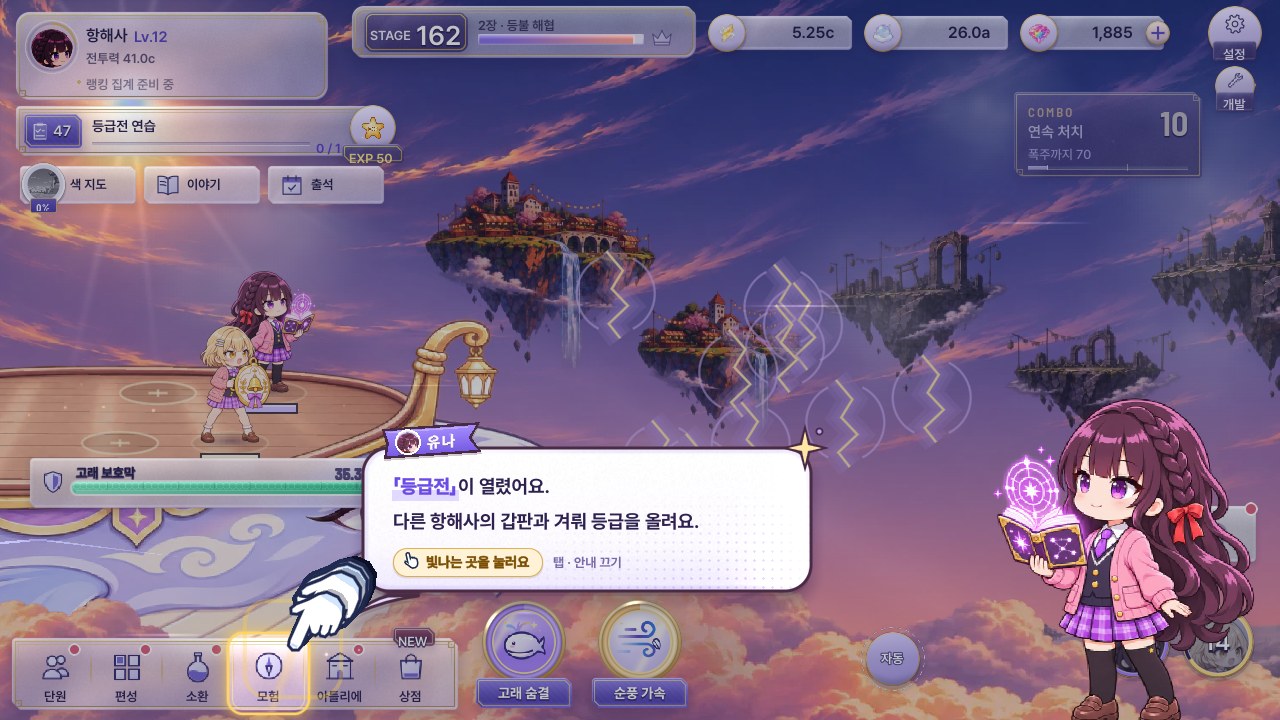 항해사 Lv.12
전투력 41.0c
랭킹 집계 준비 중
STAGE 162
2장 · 등불 해협
5.25c
26.0a
1,885
설정
개발
47
등급전 연습
0 / 1
EXP 50
색 지도
0%
이야기
출석
COMBO
연속 처치
10
폭주까지 70
고래 보호막
유나
「등급전」이 열렸어요.
다른 항해사의 갑판과 겨뤄 등급을 올려요.
빛나는 곳을 눌러요
탭 · 안내 끄기
단원
편성
소환
모험
아틀리에
NEW
상점
고래 숨결
순풍 가속
자동